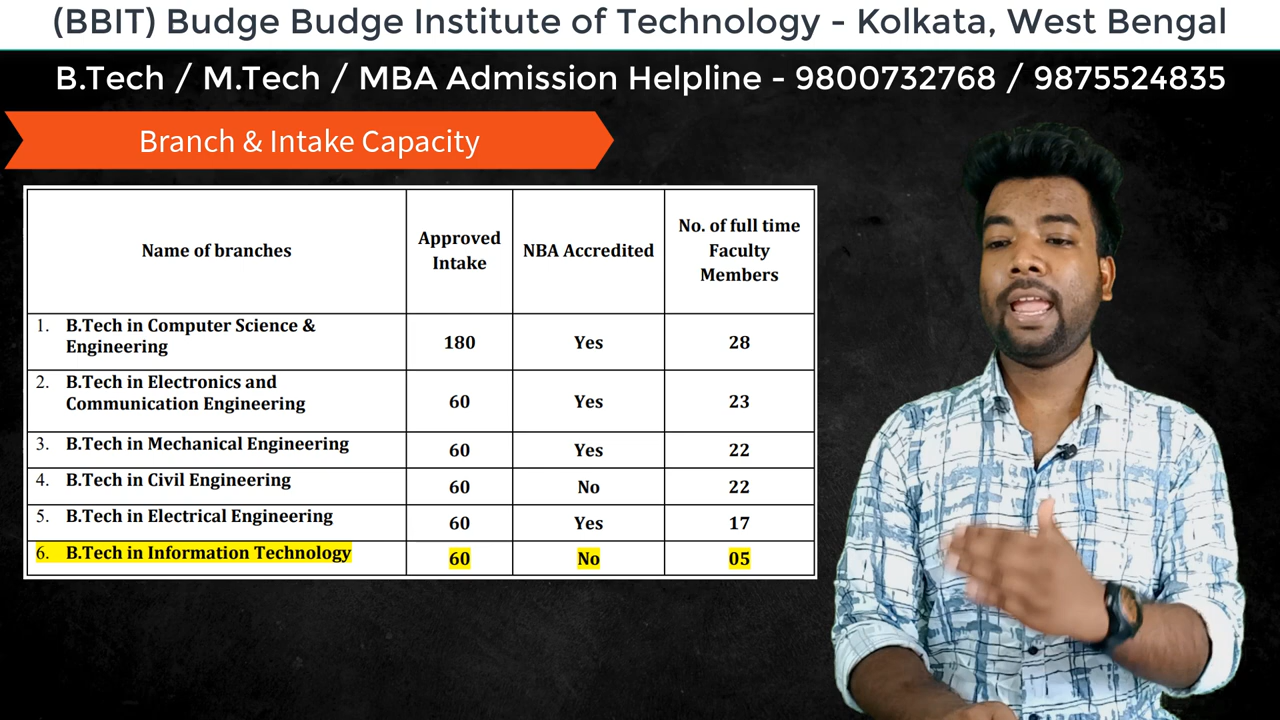 (BBIT) Budge Budge Institute of Technology - Kolkata, West Bengal
B.Tech / M.Tech / MBA Admission Helpline - 9800732768 / 9875524835
Branch & Intake Capacity
Name of branches
Approved
Intake
NBA Accredited
No. of full time
Faculty
Members
1. B.Tech in Computer Science &
Engineering
180
Yes
28
2. B.Tech in Electronics and
Communication Engineering
60
Yes
23
3. B.Tech in Mechanical Engineering
60
Yes
22
4. B.Tech in Civil Engineering
60
No
22
5. B.Tech in Electrical Engineering
60
Yes
17
6. B.Tech in Information Technology
60
No
05